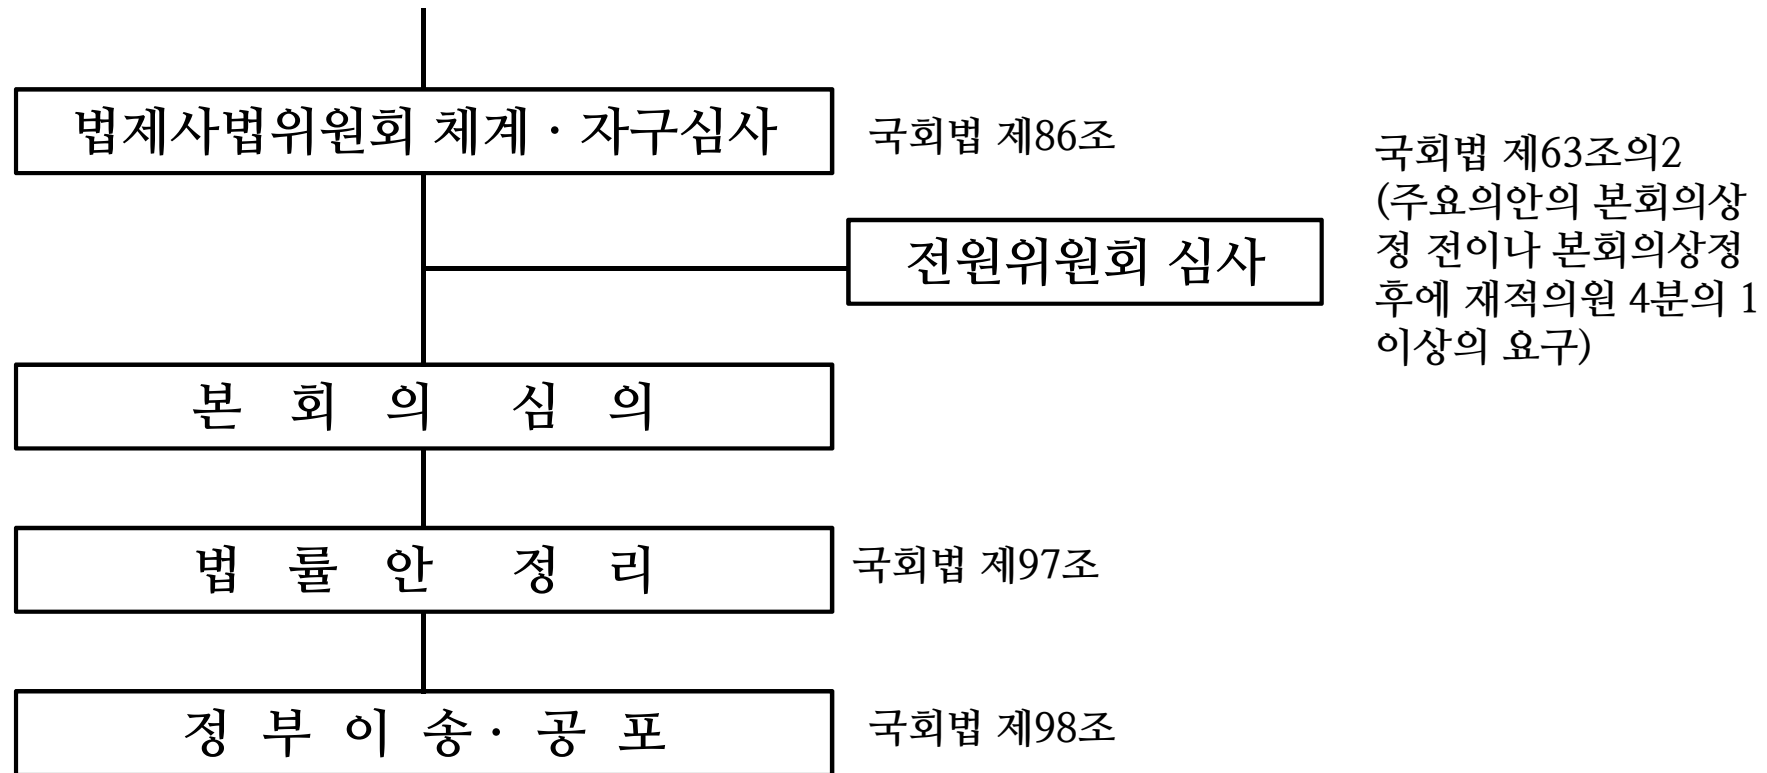 법제사법위원회 체계 · 자구심사
국회법 제86조
국회법 제63조의2
(주요의안의 본회의상
정 전이나 본회의상정
후에 재적의원 4분의 1
이상의 요구)
전원위원회 심사
본 회 의 심 의
법 률 안 정 리
국회법 제97조
정 부 이 송 · 공 포
국회법 제98조